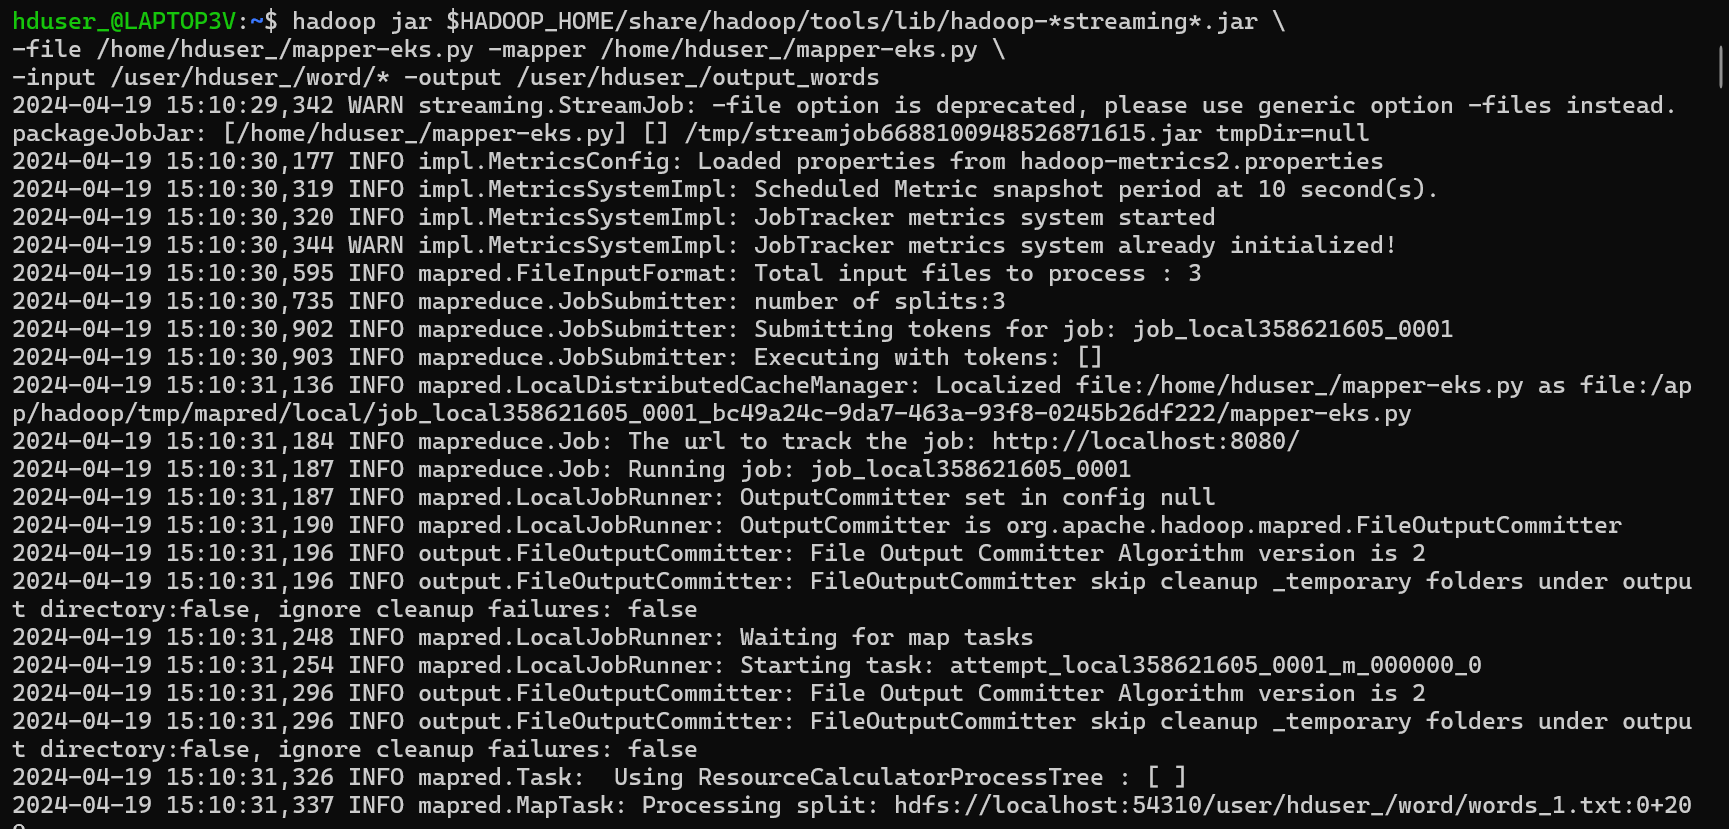 hduser_@LAPTOP3V:~$ hadoop jar $HADOOP_HOME/share/hadoop/tools/lib/hadoop-*streaming*.jar \
-file /home/hduser_/mapper-eks.py -mapper /home/hduser_/mapper-eks.py \
-input /user/hduser_/word/* -output /user/hduser_/output_words
2024-04-19 15:10:29,342 WARN streaming.StreamJob: -file option is deprecated, please use generic option -files instead.
packageJobJar: [/home/hduser_/mapper-eks.py] [] /tmp/streamjob6688100948526871615.jar tmpDir=null
2024-04-19 15:10:30,177 INFO impl.MetricsConfig: Loaded properties from hadoop-metrics2.properties
2024-04-19 15:10:30,319 INFO impl.MetricsSystemImpl: Scheduled Metric snapshot period at 10 second(s).
2024-04-19 15:10:30,320 INFO impl.MetricsSystemImpl: JobTracker metrics system started
2024-04-19 15:10:30,344 WARN impl.MetricsSystemImpl: JobTracker metrics system already initialized!
2024-04-19 15:10:30,595 INFO mapred.FileInputFormat: Total input files to process : 3
2024-04-19 15:10:30,735 INFO mapreduce.JobSubmitter: number of splits:3
2024-04-19 15:10:30,902 INFO mapreduce.JobSubmitter: Submitting tokens for job: job_local358621605_0001
2024-04-19 15:10:30,903 INFO mapreduce.JobSubmitter: Executing with tokens: []
2024-04-19 15:10:31,136 INFO mapred.LocalDistributedCacheManager: Localized file:/home/hduser_/mapper-eks.py as file:/ap
p/hadoop/tmp/mapred/local/job_local358621605_0001_bc49a24c-9da7-463a-93f8-0245b26df222/mapper-eks.py
2024-04-19 15:10:31,184 INFO mapreduce.Job: The url to track the job: http://localhost:8080/
2024-04-19 15:10:31,187 INFO mapreduce.Job: Running job: job_local358621605_0001
2024-04-19 15:10:31,187 INFO mapred.LocalJobRunner: OutputCommitter set in config null
2024-04-19 15:10:31,190 INFO mapred.LocalJobRunner: OutputCommitter is org.apache.hadoop.mapred.FileOutputCommitter
2024-04-19 15:10:31,196 INFO output.FileOutputCommitter: File Output Committer Algorithm version is 2
2024-04-19 15:10:31,196 INFO output.FileOutputCommitter: FileOutputCommitter skip cleanup _temporary folders under outpu
t directory:false, ignore cleanup failures: false
2024-04-19 15:10:31,248 INFO mapred.LocalJobRunner: Waiting for map tasks
2024-04-19 15:10:31,254 INFO mapred.LocalJobRunner: Starting task: attempt_local358621605_0001_m_000000_0
2024-04-19 15:10:31,296 INFO output.FileOutputCommitter: File Output Committer Algorithm version is 2
2024-04-19 15:10:31,296 INFO output.FileOutputCommitter: FileOutputCommitter skip cleanup _temporary folders under outpu
t directory:false, ignore cleanup failures: false
2024-04-19 15:10:31,326 INFO mapred.Task:  Using ResourceCalculatorProcessTree : [ ]
2024-04-19 15:10:31,337 INFO mapred.MapTask: Processing split: hdfs://localhost:54310/user/hduser_/word/words_1.txt:0+20